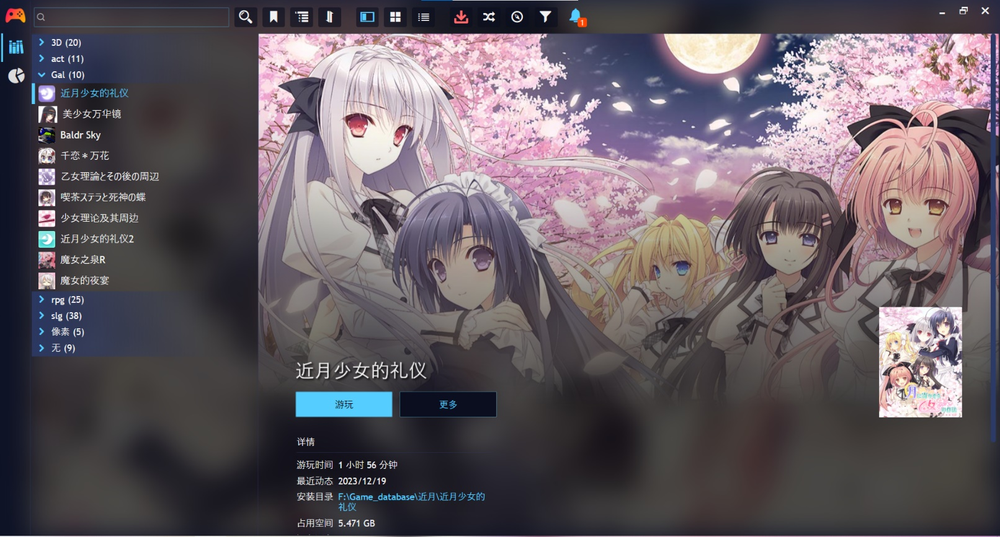 1
3D (20)
act (11)
Gal (10)
近月少女的礼仪
美少女万华镜
Baldr Sky
千恋＊万花
乙女理論とその後の周辺
喫茶ステラと死神の蝶
少女理论及其周边
近月少女的礼仪2
魔女之泉R
魔女的夜宴
rpg (25)
slg (38)
像素 (5)
无 (9)
近月少女的礼仪
游玩
更多
详情
游玩时间 1 小时 56 分钟
最近动态 2023/12/19
安装目录 F:\Game_database\近月\近月少女的
礼仪
占用空间 5.471 GB